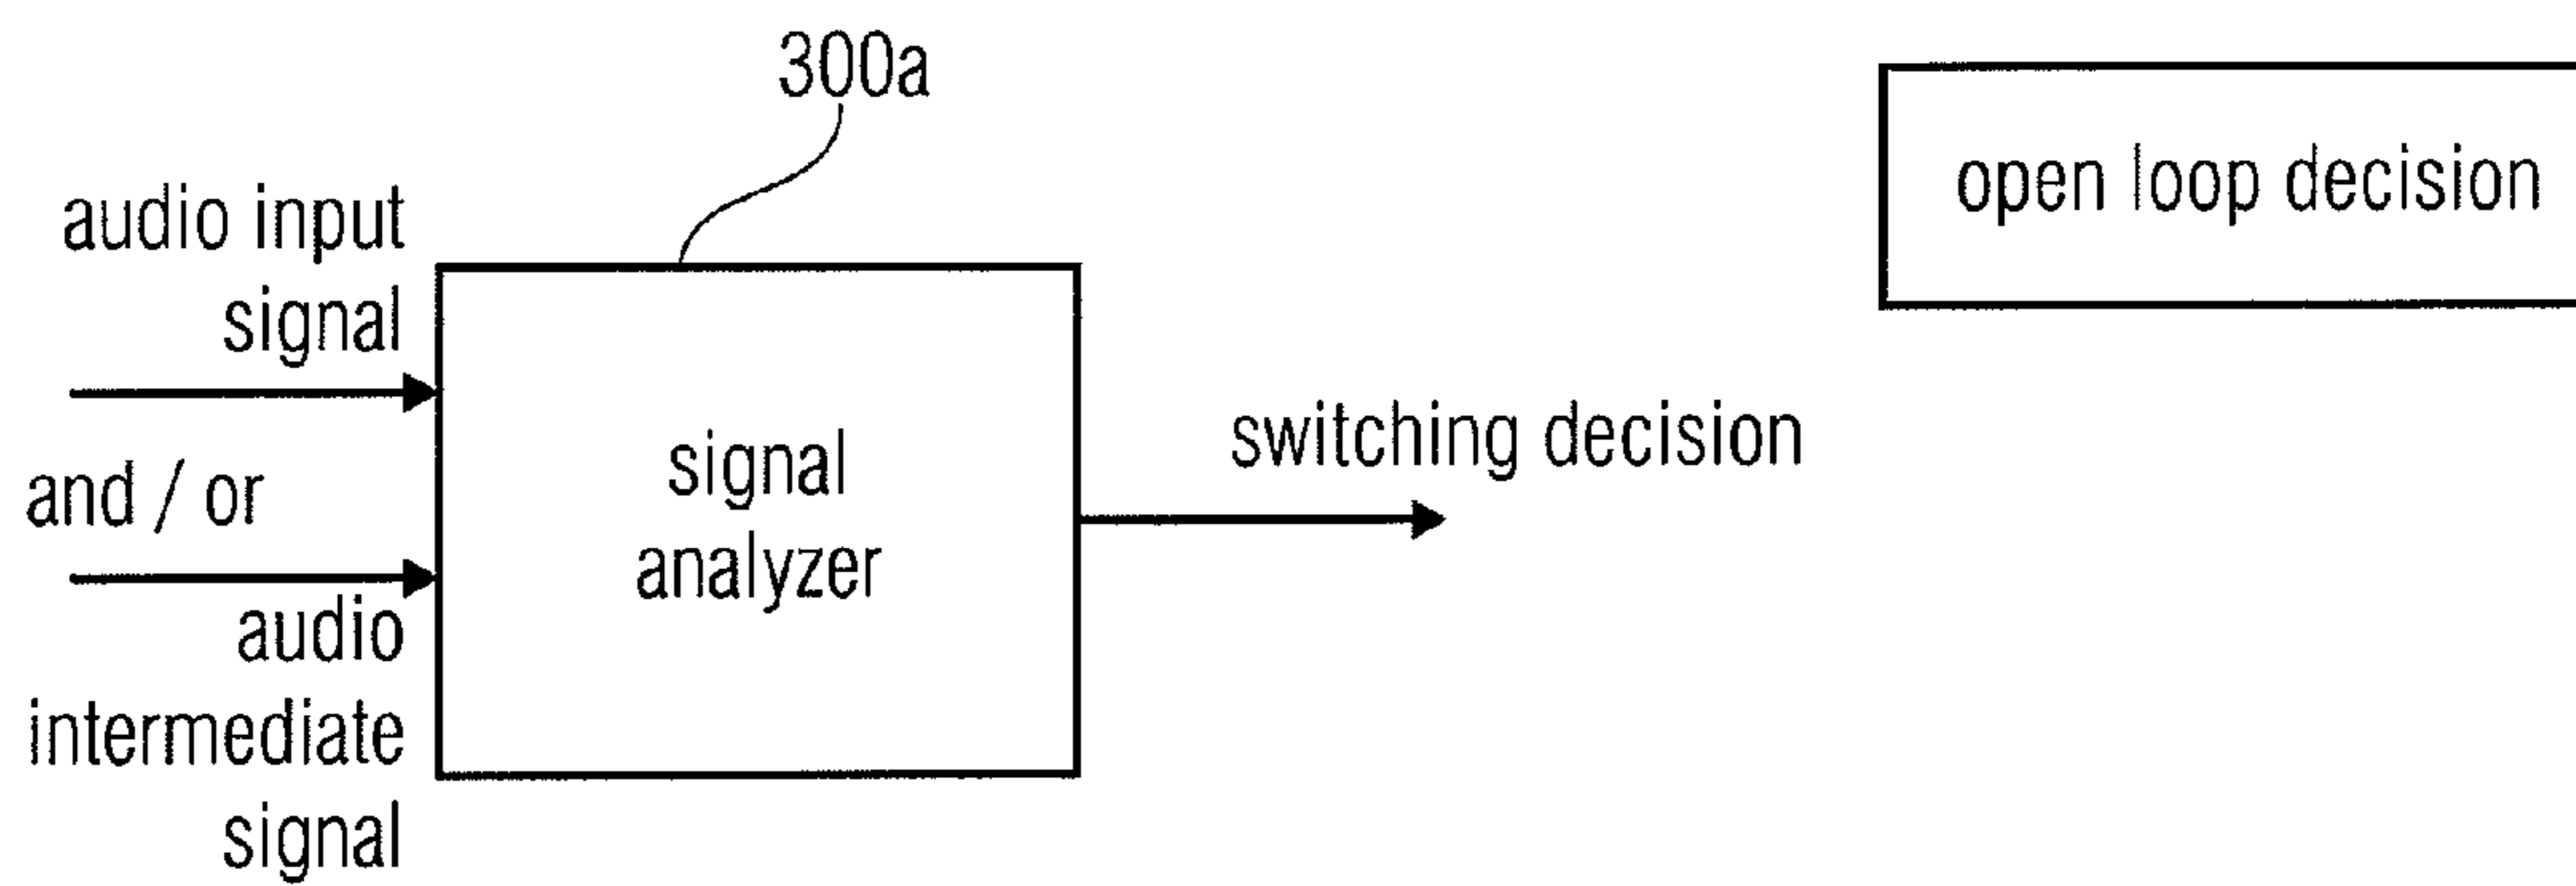 300a
open loop decision
audio input
signal
and / or
audio
intermediate
signal
signal
analyzer
switching decision